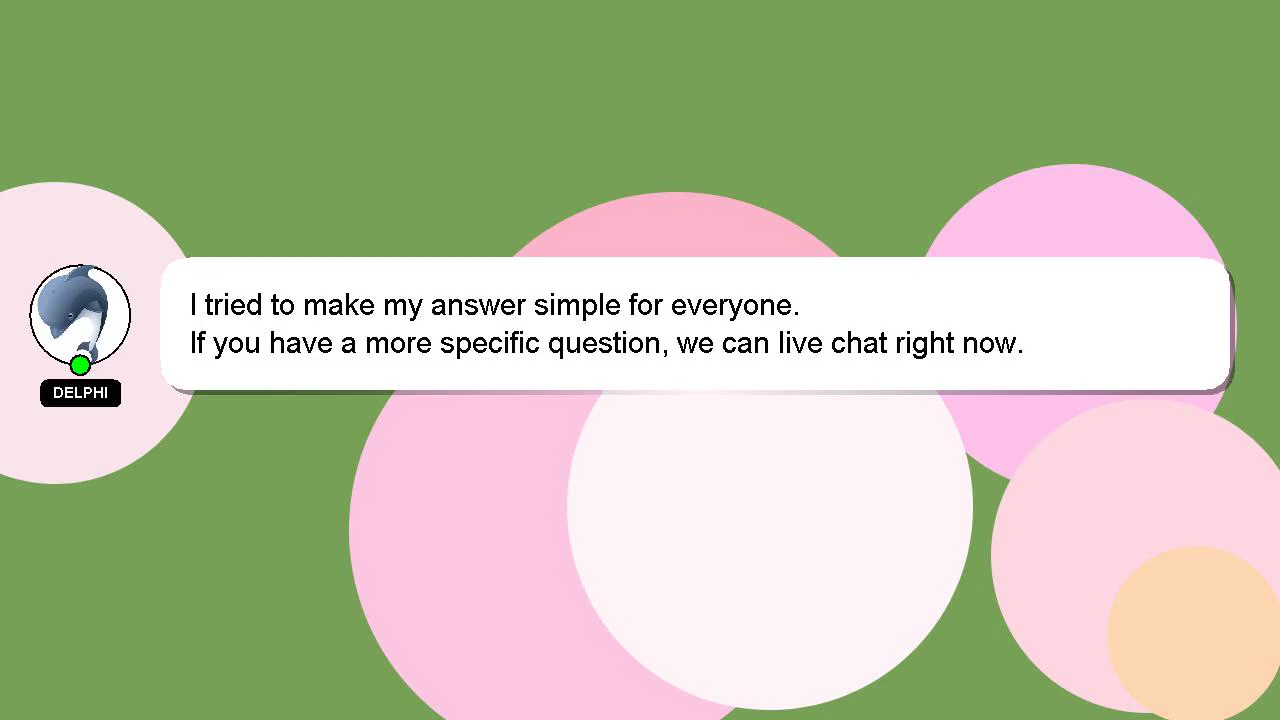 I tried to make my answer simple for everyone.
If you have a more specific question, we can live chat right now.
DELPHI